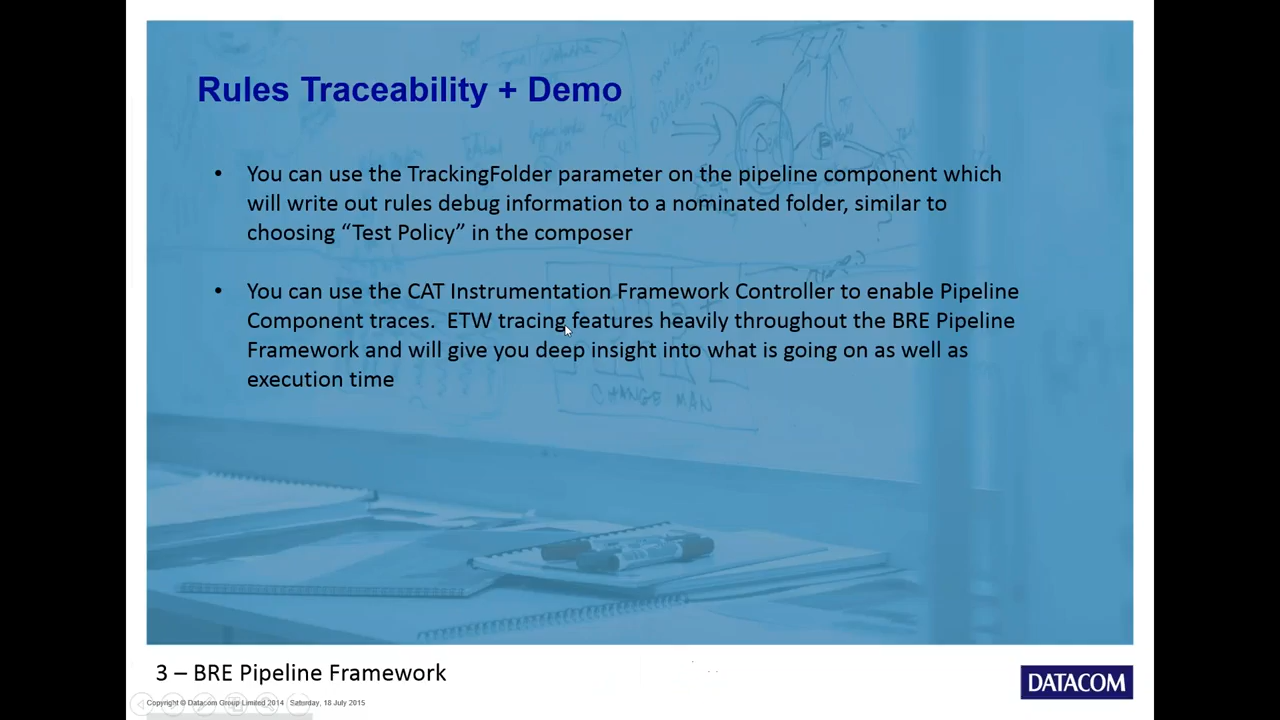 Rules Traceability + Demo
• You can use the TrackingFolder parameter on the pipeline component which
will write out rules debug information to a nominated folder, similar to
choosing “Test Policy” in the composer
• You can use the CAT Instrumentation Framework Controller to enable Pipeline
Component traces.  ETW tracing features heavily throughout the BRE Pipeline
Framework and will give you deep insight into what is going on as well as
execution time
CHANGE MAN
3 – BRE Pipeline Framework
DATACOM
Copyright © Datacom Group Limited 2014   Saturday, 18 July 2015